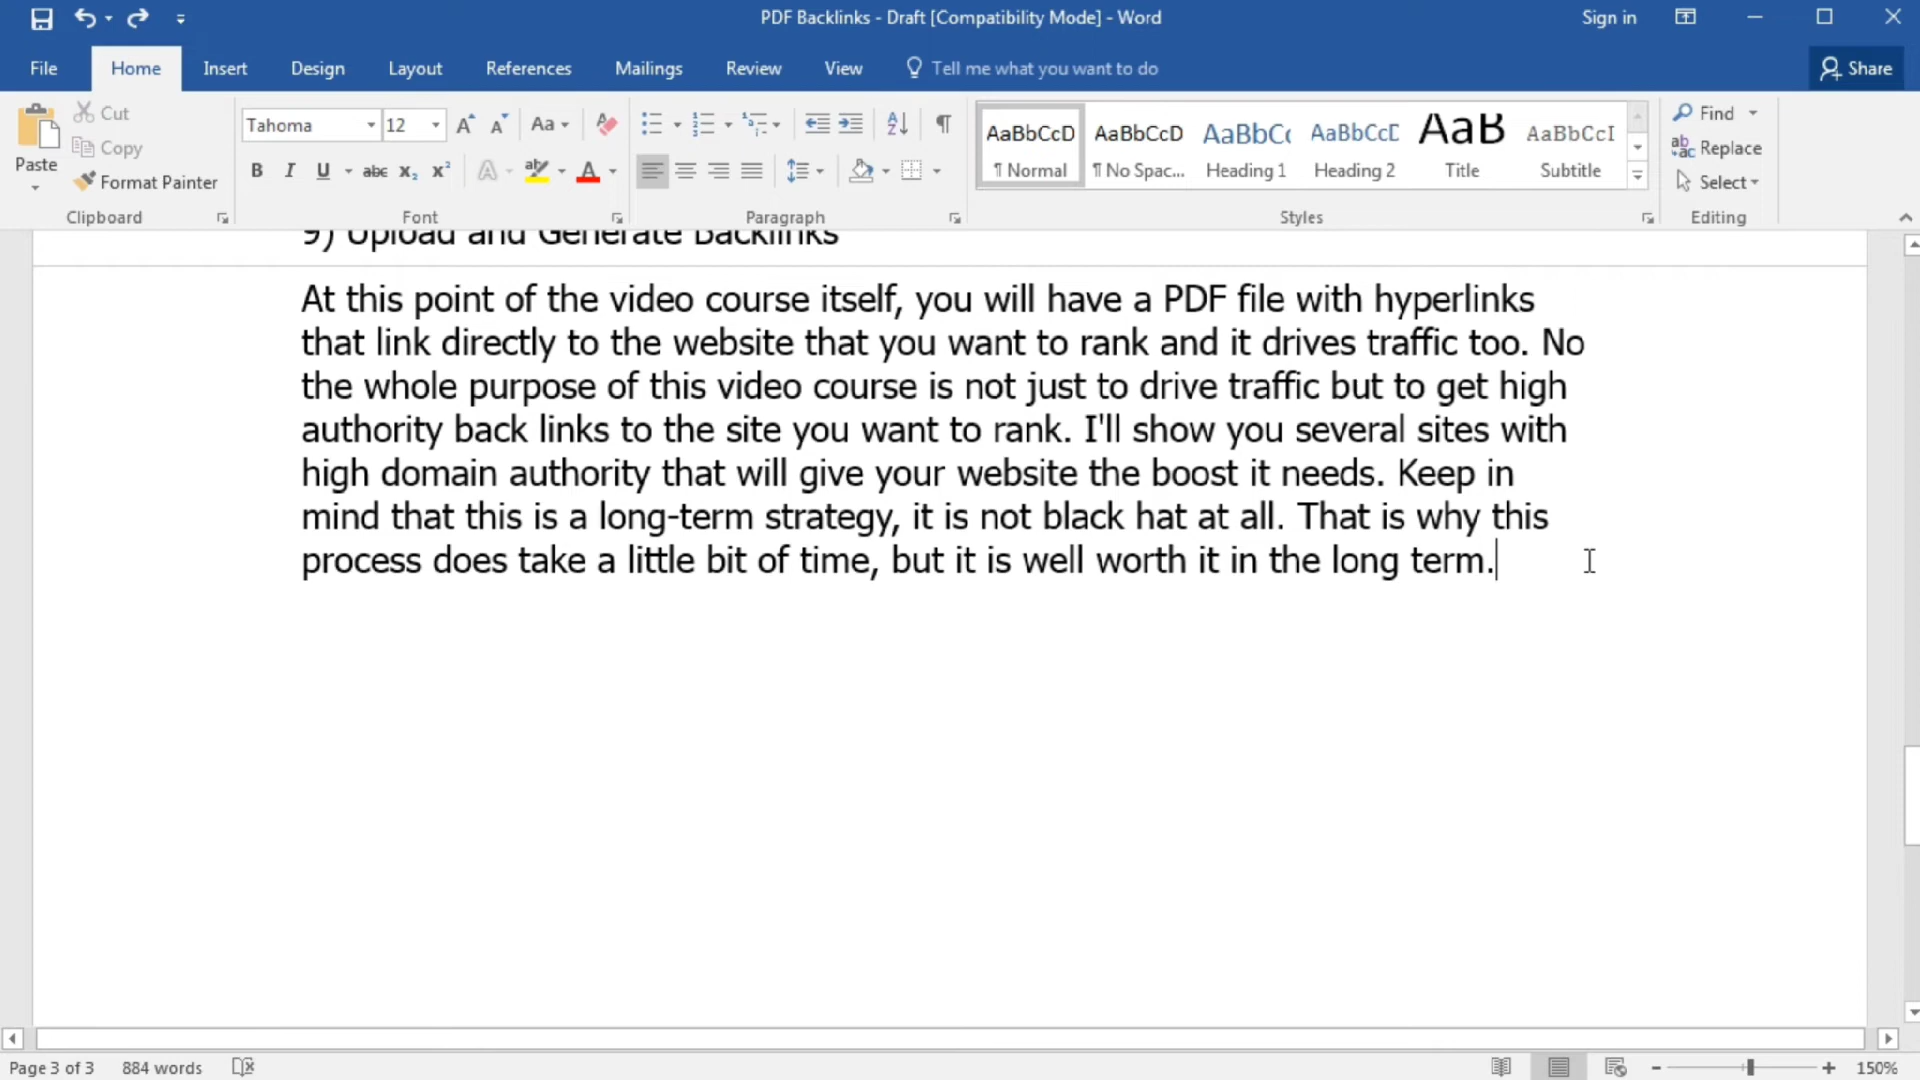 PDF Backlinks - Draft [Compatibility Mode] - Word
Sign in
File Home Insert Design Layout References Mailings Review View Tell me what you want to do Share
Paste
Cut
Copy
Format Painter
Clipboard
Tahoma 12 Aa
B I U abc X₂ X² A A
Font
Paragraph
AaBbCcD AaBbCcD AaBbCc AaBbCcD AaB AaBbCcI
¶ Normal ¶ No Spac... Heading 1 Heading 2 Title Subtitle
Styles
Find
Replace
Select
Editing
9) Upload and Generate Backlinks
At this point of the video course itself, you will have a PDF file with hyperlinks
that link directly to the website that you want to rank and it drives traffic too. No
the whole purpose of this video course is not just to drive traffic but to get high
authority back links to the site you want to rank. I'll show you several sites with
high domain authority that will give your website the boost it needs. Keep in
mind that this is a long-term strategy, it is not black hat at all. That is why this
process does take a little bit of time, but it is well worth it in the long term.
Page 3 of 3 884 words 150%